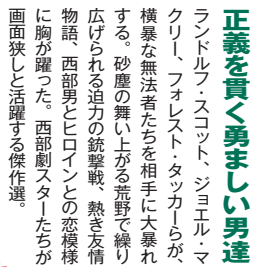 正義を貫く勇ましい男達
ランドルフ・スコット、ジョエル・マ
クリー、フォレスト・タッカーらが、
横暴な無法者たちを相手に大暴れ
する。砂塵の舞い上がる荒野で繰り
広げられる迫力の銃撃戦、熱き友情
物語、西部男とヒロインとの恋模様
に胸が躍った。西部劇スターたちが
画面狭しと活躍する傑作選。